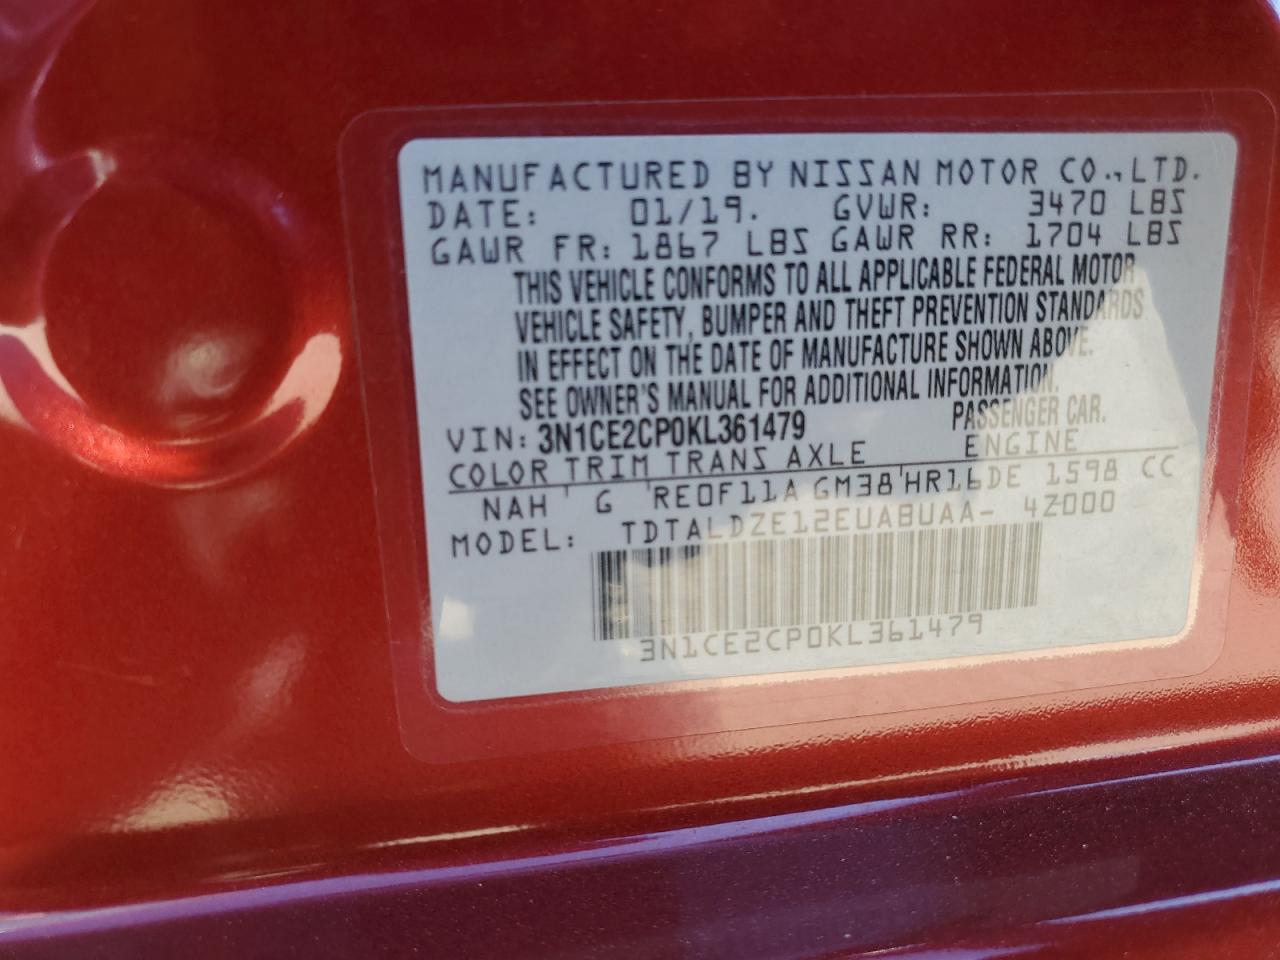 MANUFACTURED BY NISSAN MOTOR CO., LTD.
DATE: 01/19. GVWR: 3470 LBS
GAWR FR: 1867 LBS GAWR RR: 1704 LBS
THIS VEHICLE CONFORMS TO ALL APPLICABLE FEDERAL MOTOR
VEHICLE SAFETY, BUMPER AND THEFT PREVENTION STANDARDS
IN EFFECT ON THE DATE OF MANUFACTURE SHOWN ABOVE.
SEE OWNER'S MANUAL FOR ADDITIONAL INFORMATION.
VIN: 3N1CE2CP0KL361479 PASSENGER CAR.
COLOR TRIM TRANS AXLE ENGINE
NAH ' G ' RE0F11A GM38 ' HR16DE 1598 CC
MODEL: TDTALDZE12EUABUAA- 4Z000
3N1CE2CP0KL361479